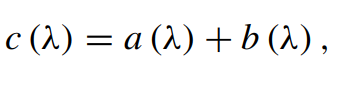 c (λ) = a (λ) + b (λ) ,